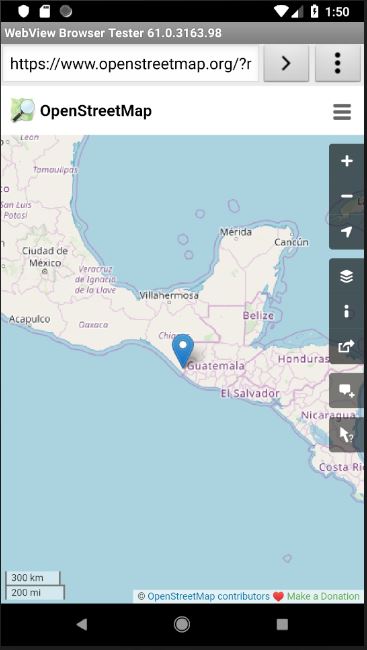 1:50
WebView Browser Tester 61.0.3163.98
https://www.openstreetmap.org/?r
OpenStreetMap
León
Tamaulipas
San Luis
Potosí
Mérida
Cancún
Ciudad de
México
Veracruz
de Ignacio
de la Llave
Villahermosa
Acapulco
Oaxaca
Belize
Guatemala
Honduras
El Salvador
Nicaragua
Costa Ric
300 km
200 mi
© OpenStreetMap contributors ❤️ Make a Donation